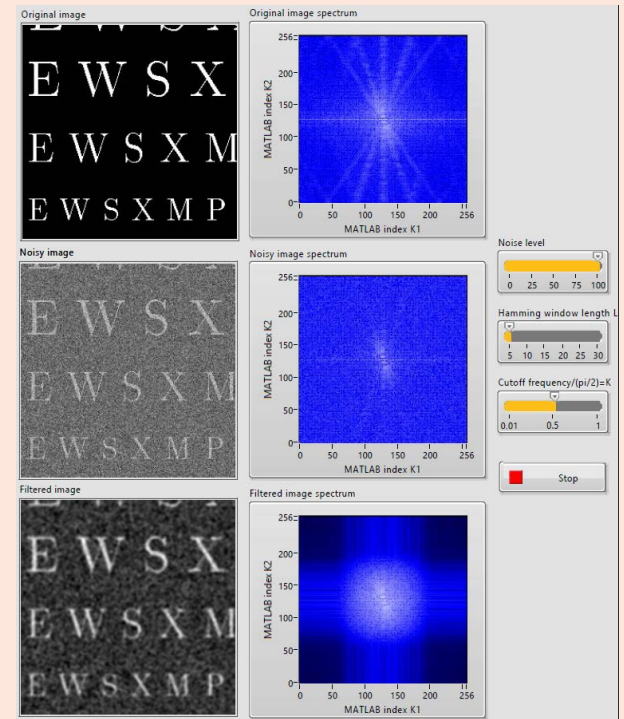 Original image
E W S X
E W S X M
E W S X M P
Original image spectrum
256
200
150
100
50
0
MATLAB index K2
0 50 100 150 200 256
MATLAB index K1
Noisy image
E W S X
E W S X M
E W S X M P
Noisy image spectrum
256
200
150
100
50
0
MATLAB index K2
0 50 100 150 200 256
MATLAB index K1
Filtered image
E W S X
E W S X M
E W S X M P
Filtered image spectrum
256
200
150
100
50
0
MATLAB index K2
0 50 100 150 200 256
MATLAB index K1
Noise level
0 25 50 75 100
Hamming window length L
5 10 15 20 25 30
Cutoff frequency/(pi/2)=K
0.01 0.5 1
Stop